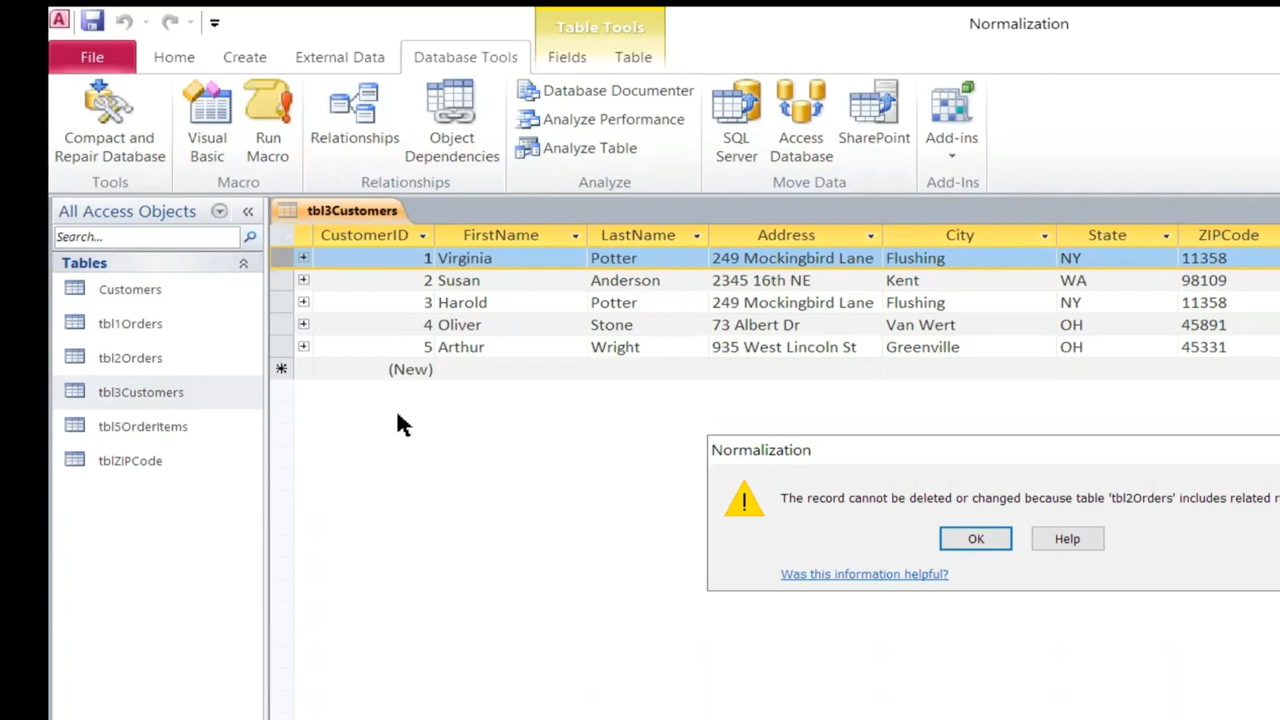 A
Table Tools
Normalization
File Home Create External Data Database Tools Fields Table
Compact and Repair Database
Visual Basic
Run Macro
Relationships
Object Dependencies
Database Documenter
Analyze Performance
Analyze Table
SQL Server
Access Database
SharePoint
Add-ins
Tools Macro Relationships Analyze Move Data Add-Ins
All Access Objects
Search...
Tables
Customers
tbl1Orders
tbl2Orders
tbl3Customers
tbl5OrderItems
tblZIPCode
tbl3Customers
CustomerID FirstName LastName Address City State ZIPCode
1 Virginia Potter 249 Mockingbird Lane Flushing NY 11358
2 Susan Anderson 2345 16th NE Kent WA 98109
3 Harold Potter 249 Mockingbird Lane Flushing NY 11358
4 Oliver Stone 73 Albert Dr Van Wert OH 45891
5 Arthur Wright 935 West Lincoln St Greenville OH 45331
(New)
Normalization
The record cannot be deleted or changed because table 'tbl2Orders' includes related
OK Help
Was this information helpful?